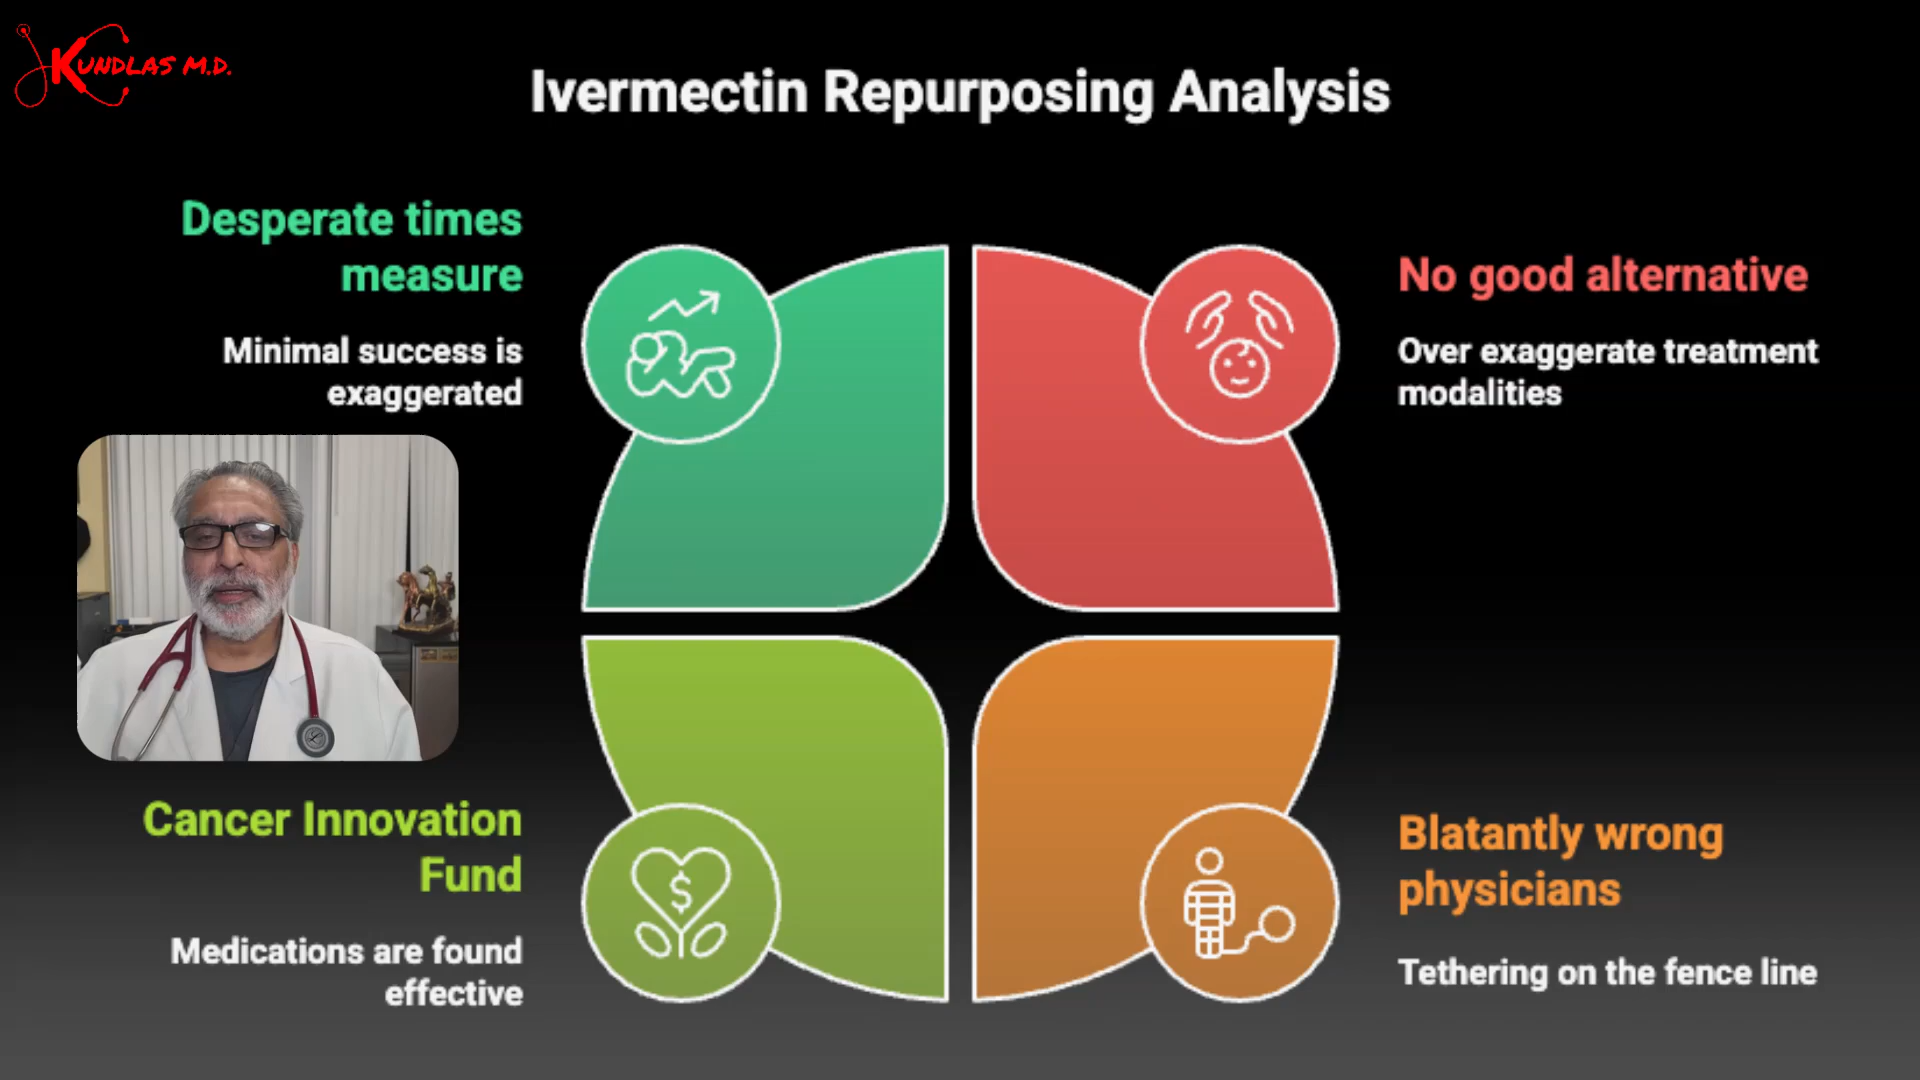 KUNDLAS M.D.
Ivermectin Repurposing Analysis
Desperate times
measure
Minimal success is
exaggerated
No good alternative
Over exaggerate treatment
modalities
Cancer Innovation
Fund
Medications are found
effective
$
Blatantly wrong
physicians
Tethering on the fence line